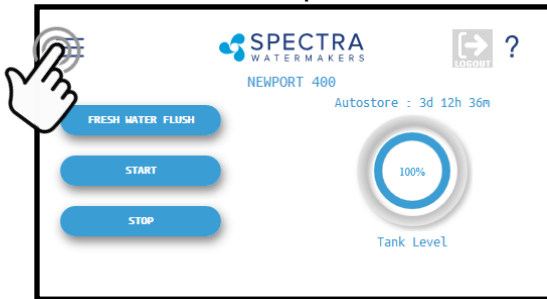 SPECTRA
WATERMAKERS
LOGOUT
?
NEWPORT 400
Autostore : 3d 12h 36m
FRESH WATER FLUSH
START
100%
STOP
Tank Level